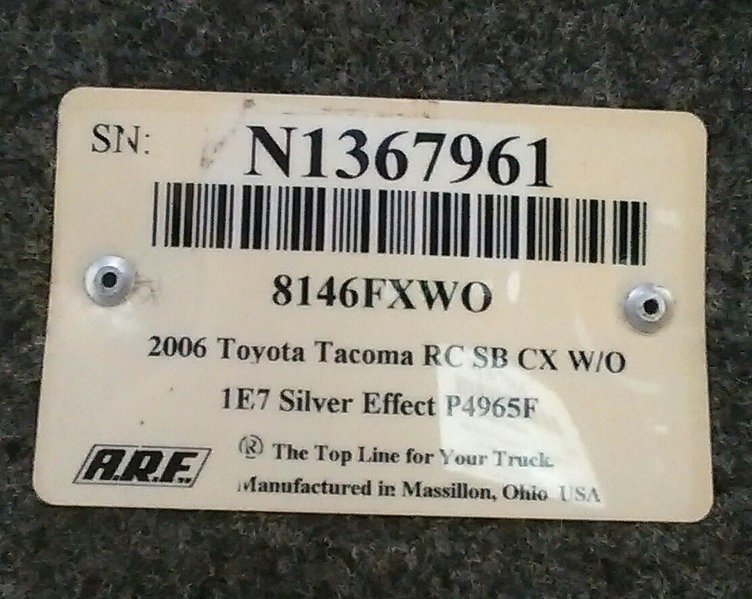 SN: N1367961
8146FXWO
2006 Toyota Tacoma RC SB CX W/O
1E7 Silver Effect P4965F
A.R.E. ® The Top Line for Your Truck.
Manufactured in Massillon, Ohio USA